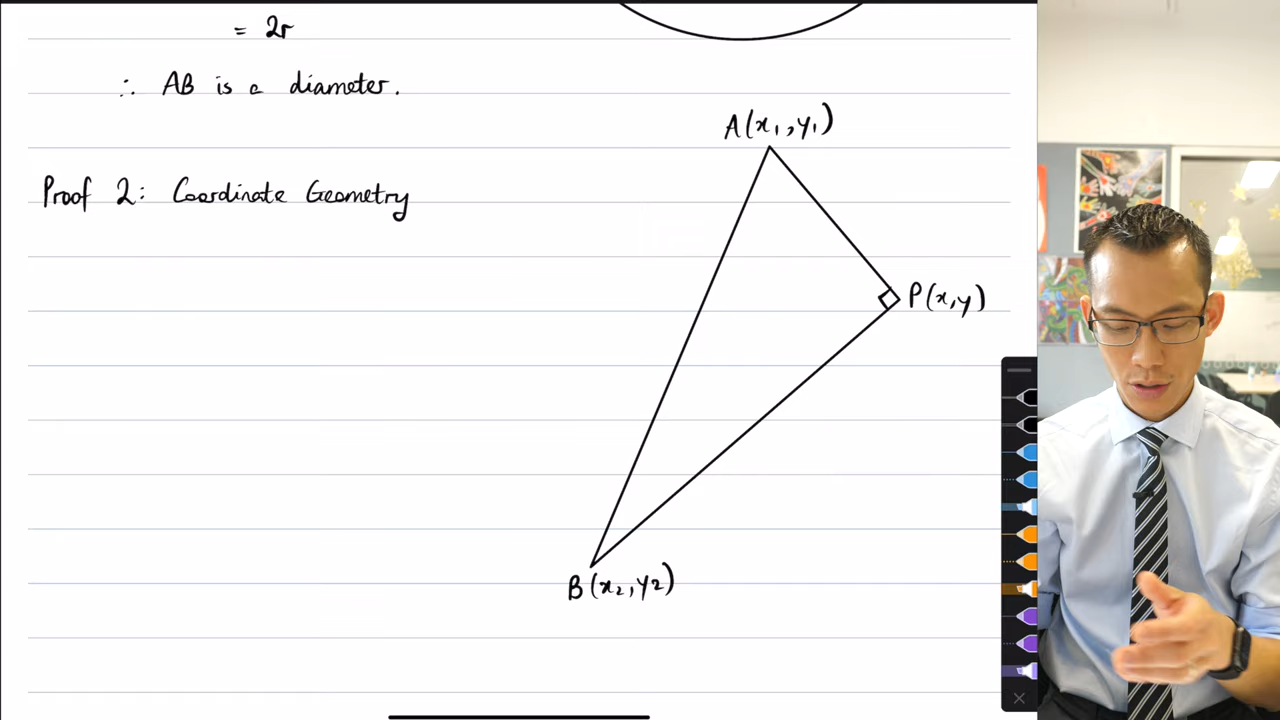 = 2r
∴ AB is a diameter.
A(x₁,y₁)
Proof 2: Coordinate Geometry
P(x,y)
B(x₂,y₂)